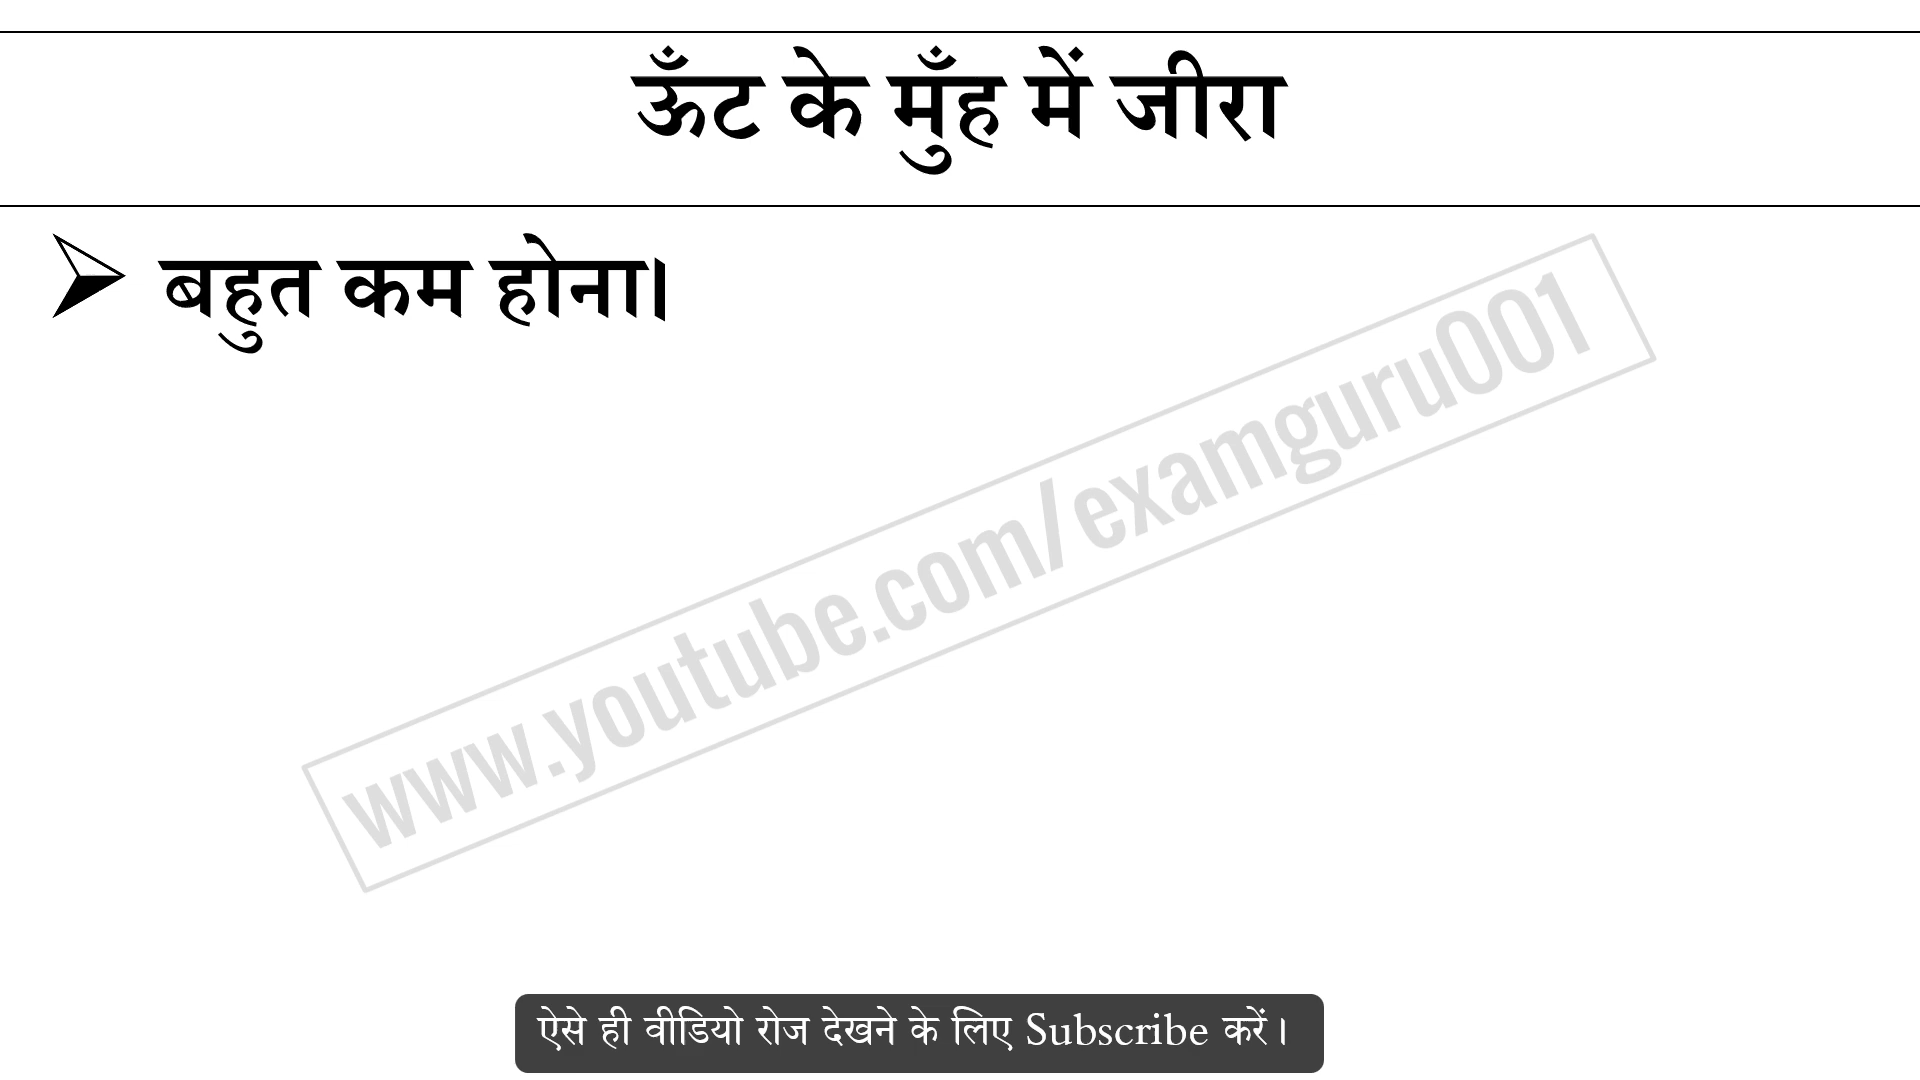 ऊँट के मुँह में जीरा
बहुत कम होना।
www.youtube.com/examguru001
ऐसे ही वीडियो रोज देखने के लिए Subscribe करें।